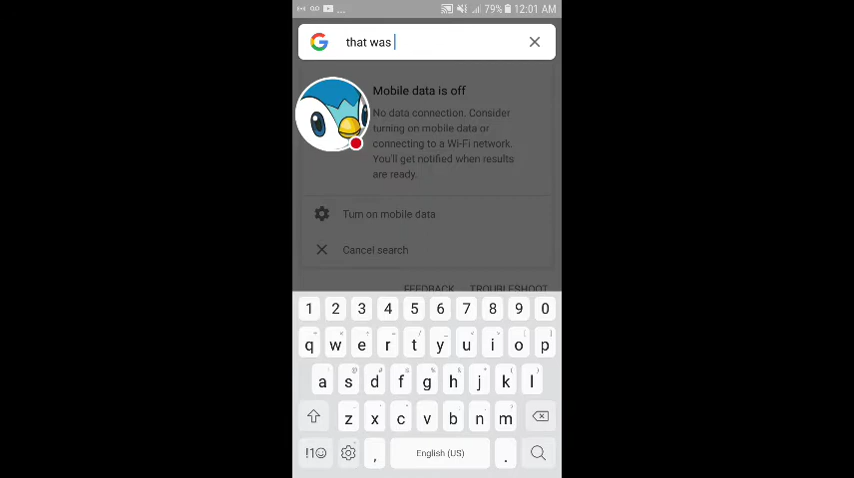 ... 79% 12:01 AM
that was
Mobile data is off
No data connection. Consider
turning on mobile data or
connecting to a Wi-Fi network.
You'll get notified when results
are ready.
Turn on mobile data
Cancel search
FEEDBACK TROUBLESHOOT
1 2 3 4 5 6 7 8 9 0
q w e r t y u i o p
a s d f g h j k l
z x c v b n m
!1☺ , English (US) .